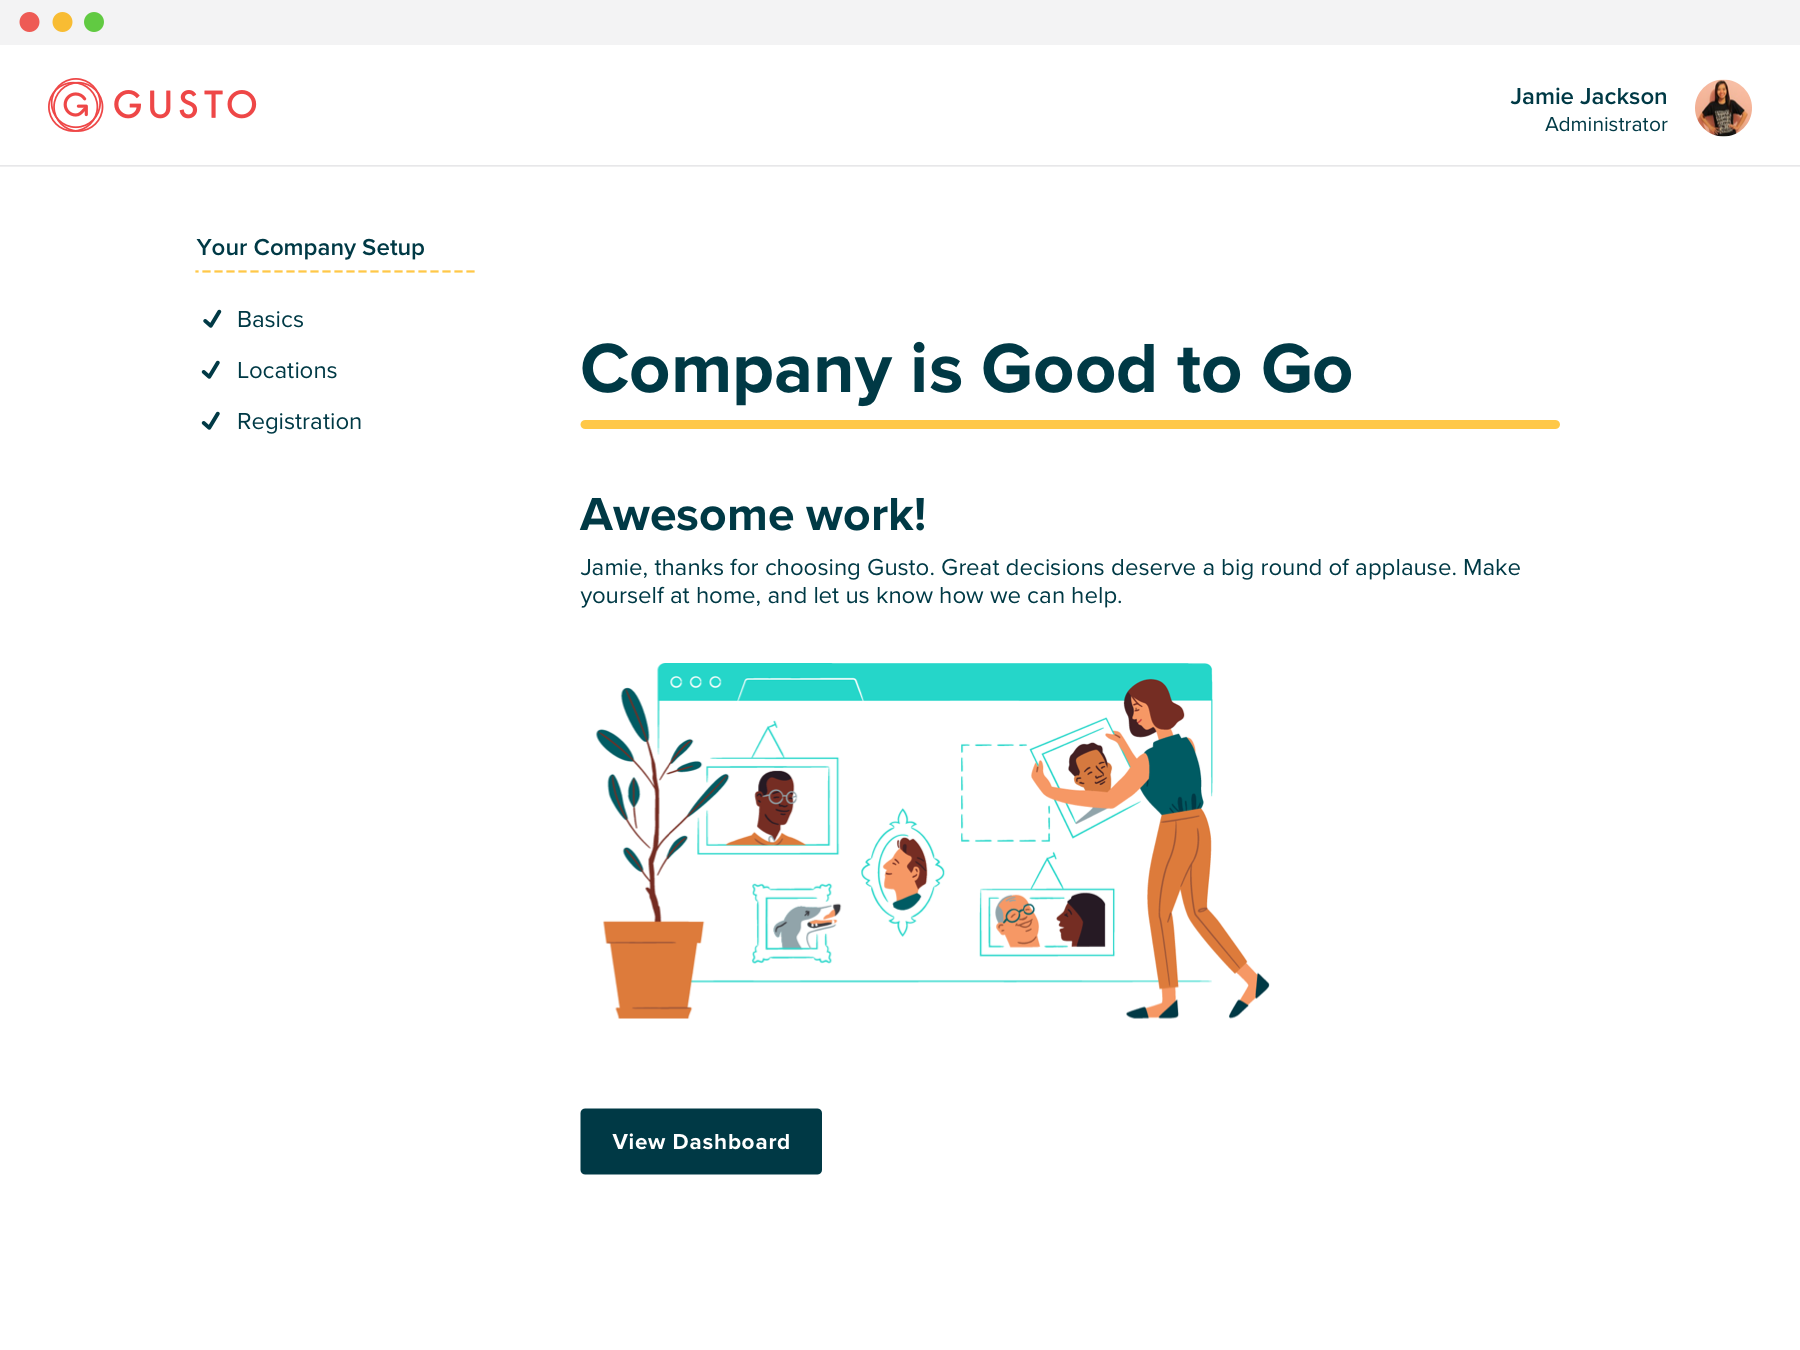 GUSTO
Jamie Jackson
Administrator
Your Company Setup
Basics
Locations
Registration
Company is Good to Go
Awesome work!
Jamie, thanks for choosing Gusto. Great decisions deserve a big round of applause. Make
yourself at home, and let us know how we can help.
View Dashboard